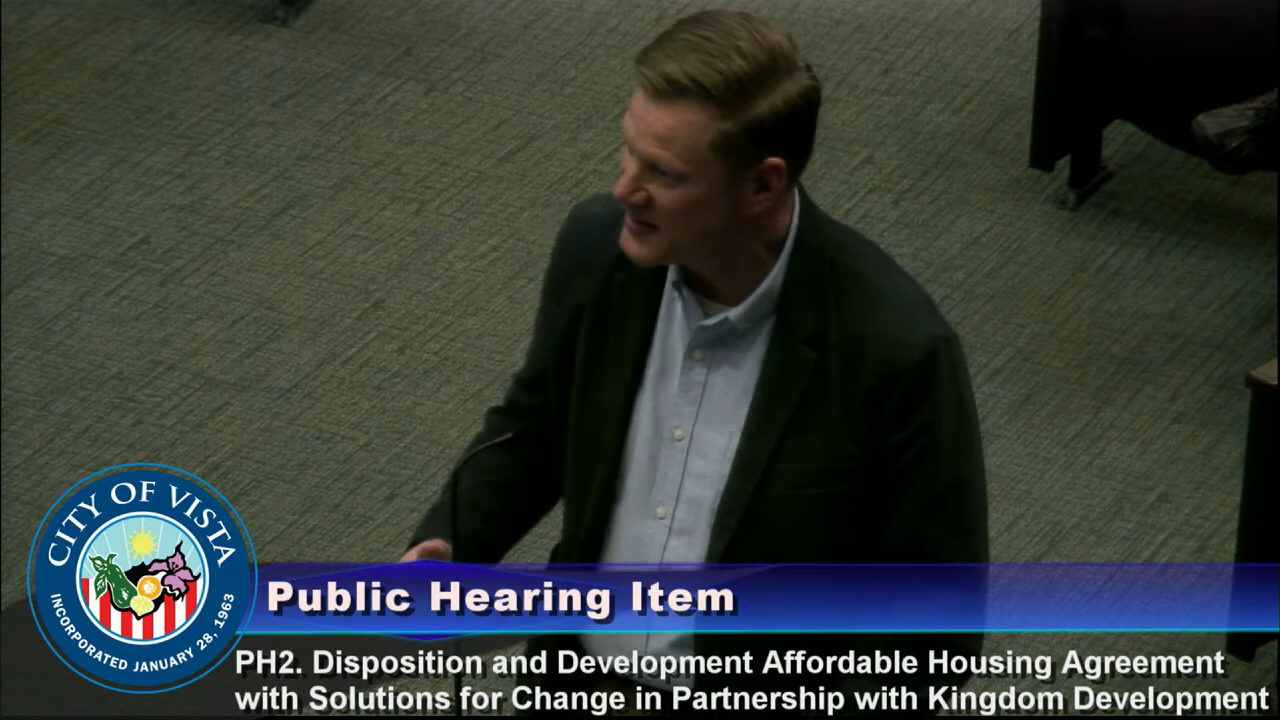 CITY OF VISTA
INCORPORATED JANUARY 28, 1963
Public Hearing Item
PH2. Disposition and Development Affordable Housing Agreement
with Solutions for Change in Partnership with Kingdom Development